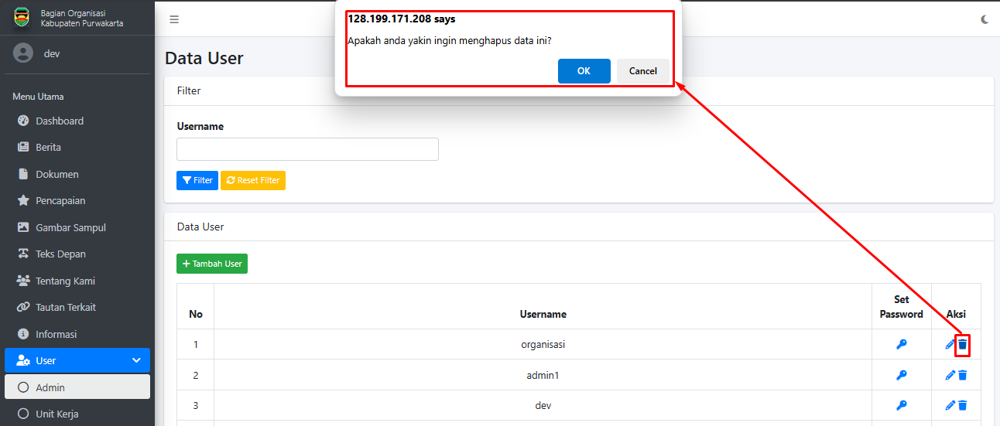 Bagian Organisasi
Kabupaten Purwakarta
dev
Menu Utama
Dashboard
Berita
Dokumen
Pencapaian
Gambar Sampul
Teks Depan
Tentang Kami
Tautan Terkait
Informasi
User
Admin
Unit Kerja
128.199.171.208 says
Apakah anda yakin ingin menghapus data ini?
OK Cancel
Data User
Filter
Username
Filter Reset Filter
Data User
Tambah User
No Username Set Password Aksi
1 organisasi
2 admin1
3 dev